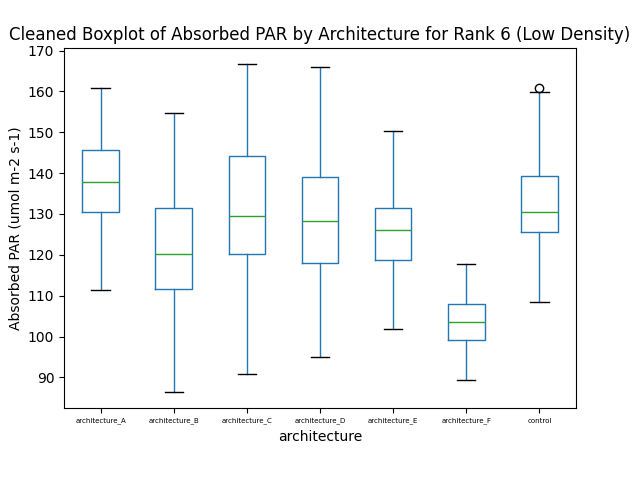 Cleaned Boxplot of Absorbed PAR by Architecture for Rank 6 (Low Density)
Absorbed PAR (umol m-2 s-1)
170
160
150
140
130
120
110
100
90
architecture_A architecture_B architecture_C architecture_D architecture_E architecture_F control
architecture